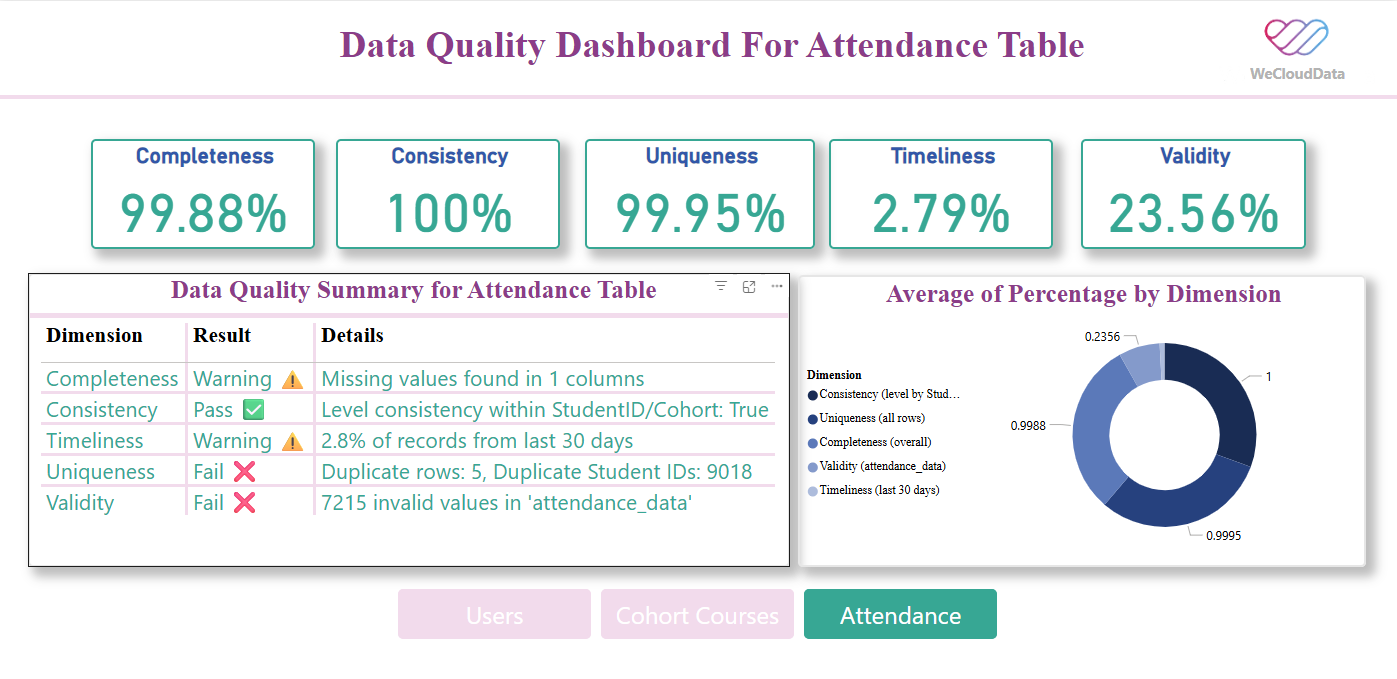 Data Quality Dashboard For Attendance Table
WeCloudData
Completeness
99.88%
Consistency
100%
Uniqueness
99.95%
Timeliness
2.79%
Validity
23.56%
Data Quality Summary for Attendance Table
Dimension Result Details
Completeness Warning ⚠️ Missing values found in 1 columns
Consistency Pass ✅ Level consistency within StudentID/Cohort: True
Timeliness Warning ⚠️ 2.8% of records from last 30 days
Uniqueness Fail ❌ Duplicate rows: 5, Duplicate Student IDs: 9018
Validity Fail ❌ 7215 invalid values in 'attendance_data'
Average of Percentage by Dimension
Dimension
Consistency (level by Stud...
Uniqueness (all rows)
Completeness (overall)
Validity (attendance_data)
Timeliness (last 30 days)
0.2356
1
0.9988
0.9995
Users
Cohort Courses
Attendance